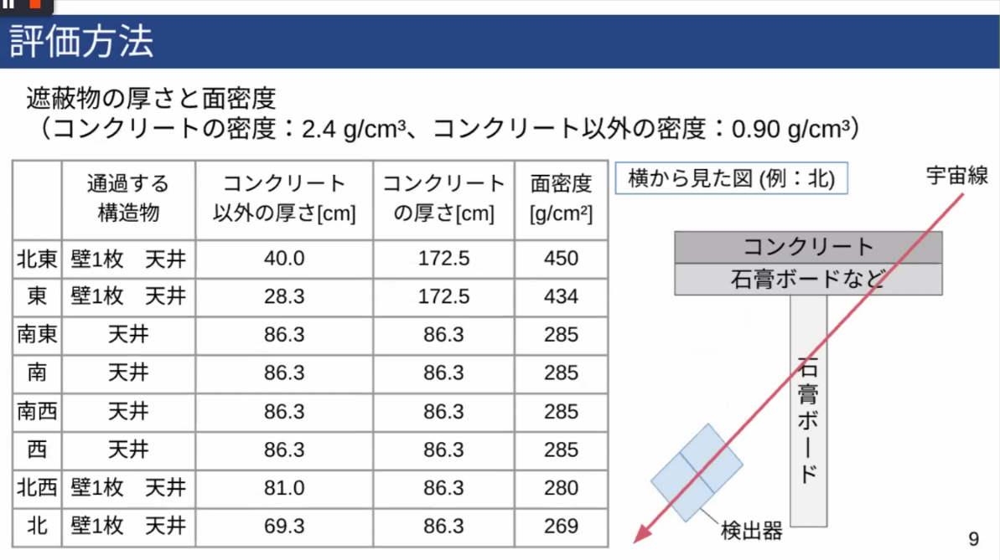 評価方法
遮蔽物の厚さと面密度
（コンクリートの密度：2.4 g/cm³、コンクリート以外の密度：0.90 g/cm³）
通過する
構造物
コンクリート
以外の厚さ[cm]
コンクリート
の厚さ[cm]
面密度
[g/cm²]
北東 壁1枚　天井 40.0 172.5 450
東 壁1枚　天井 28.3 172.5 434
南東 天井 86.3 86.3 285
南 天井 86.3 86.3 285
南西 天井 86.3 86.3 285
西 天井 86.3 86.3 285
北西 壁1枚　天井 81.0 86.3 280
北 壁1枚　天井 69.3 86.3 269
横から見た図 (例：北)
宇宙線
コンクリート
石膏ボードなど
石膏ボード
検出器
9